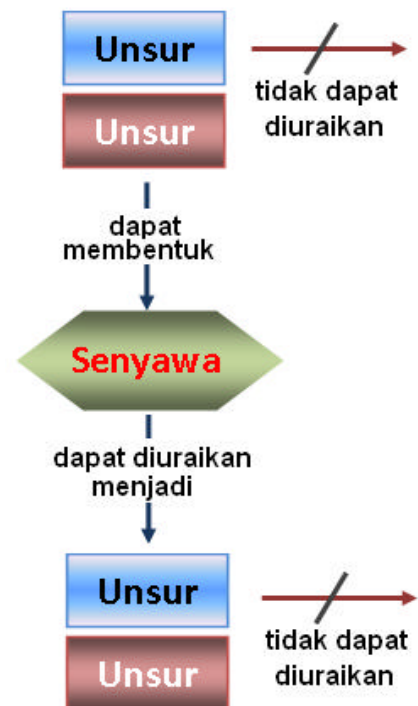 Unsur
tidak dapat
diuraikan
Unsur
dapat
membentuk
Senyawa
dapat diuraikan
menjadi
Unsur
tidak dapat
diuraikan
Unsur